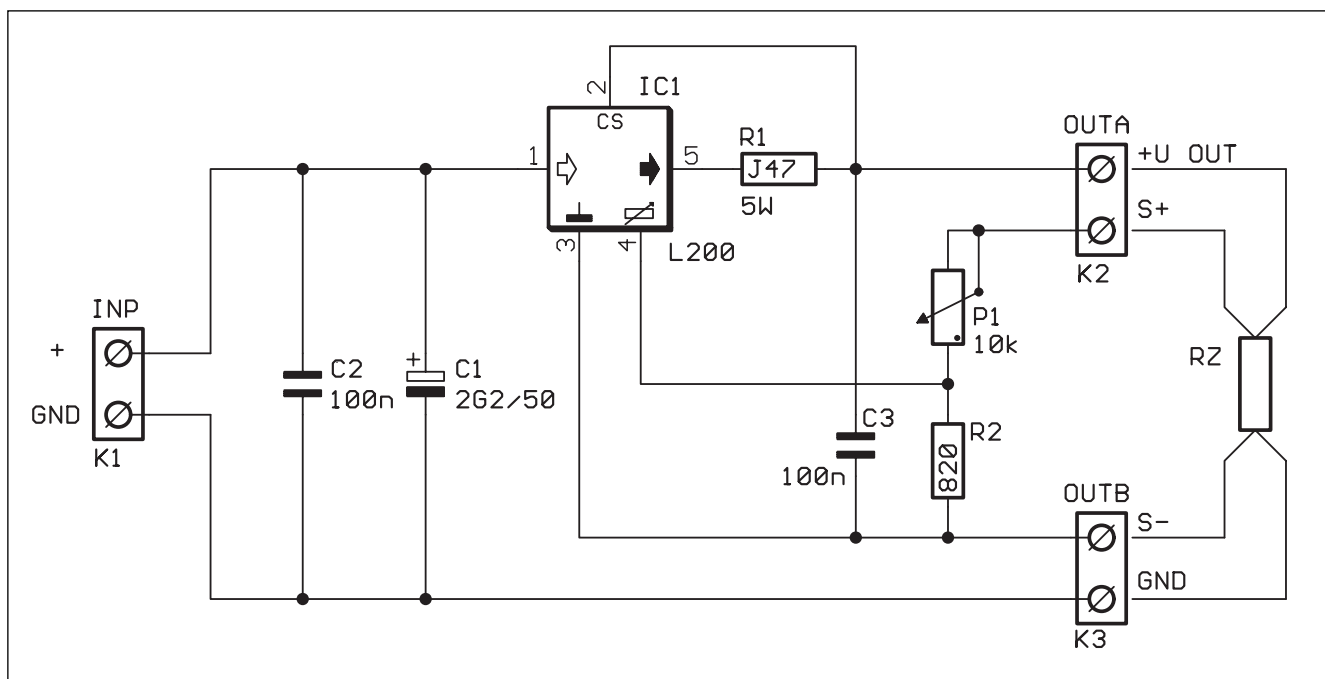 2
IC1
CS
1
5
R1
J47
5W
OUTA
+U OUT
S+
3
4
L200
K2
INP
+
P1
10k
RZ
C2
100n
+
C1
2G2/50
GND
K1
C3
100n
R2
820
OUTB
S-
GND
K3